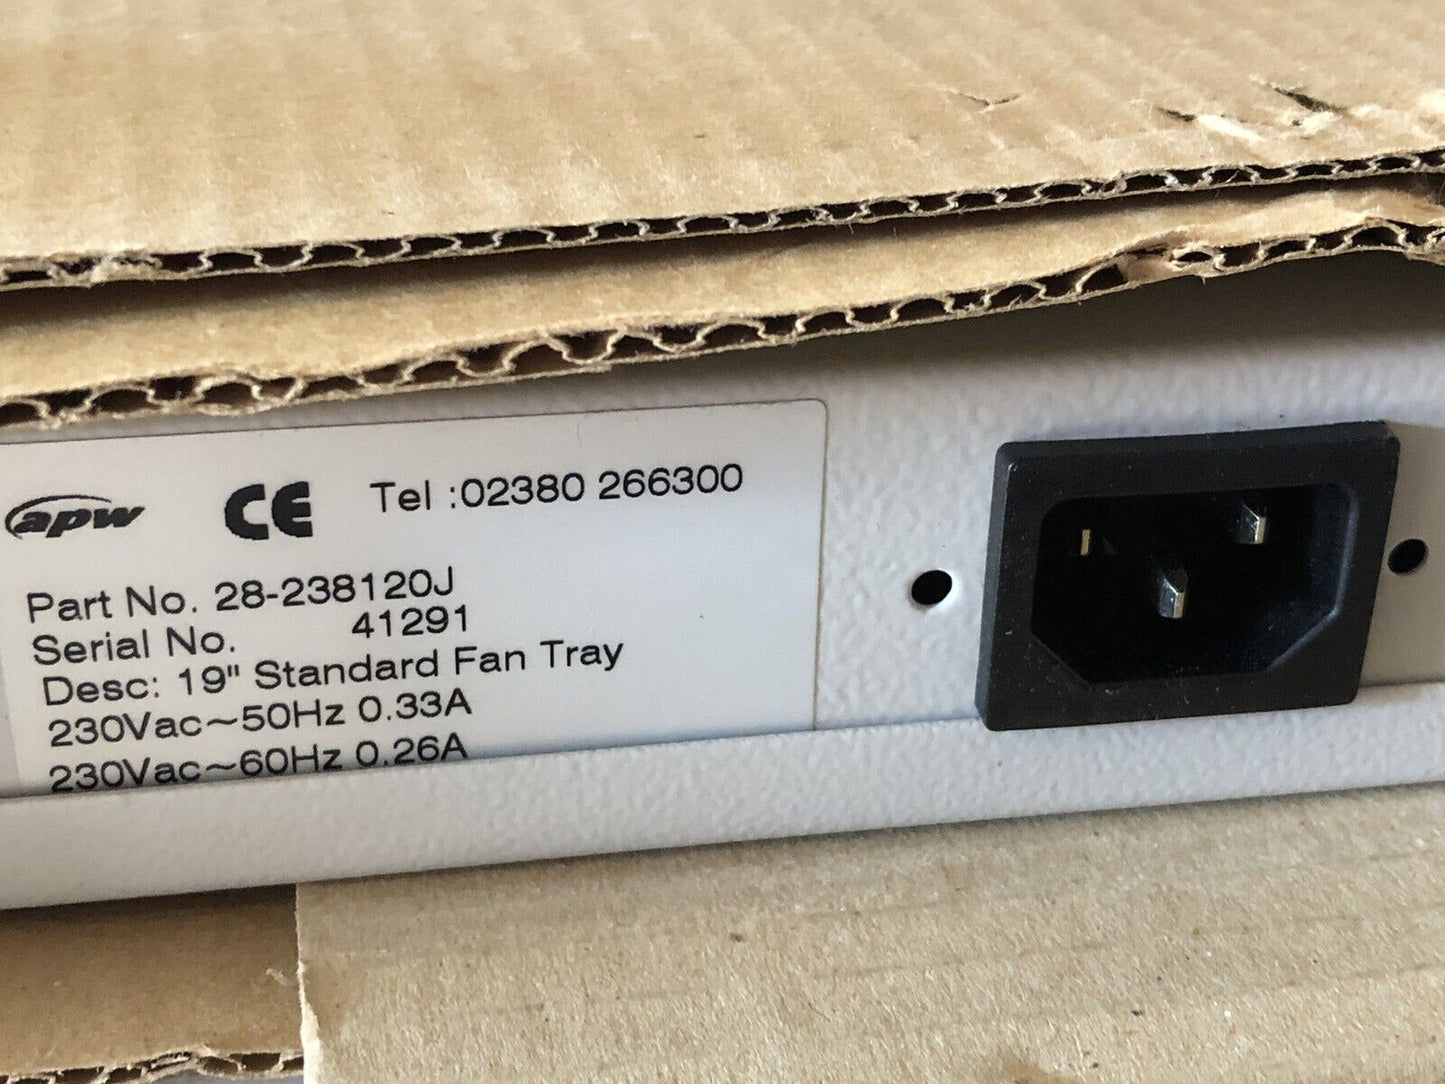 apw CE Tel :02380 266300
Part No. 28-238120J
Serial No. 41291
Desc: 19" Standard Fan Tray
230Vac~50Hz 0.33A
230Vac~60Hz 0.26A